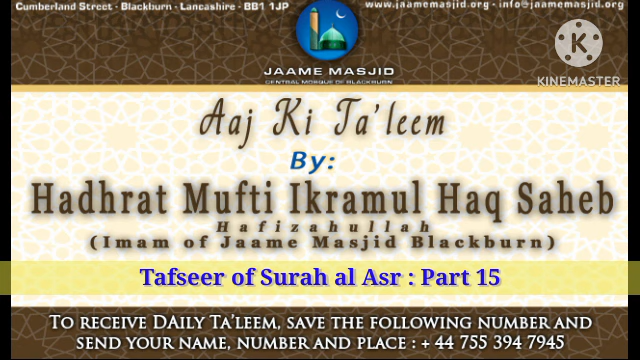 Cumberland Street - Blackburn - Lancashire - BB1 1JP
www.jaamemasjid.org - info@jaamemasjid.org
K
KINEMASTER
JAAME MASJID
CENTRAL MOSQUE OF BLACKBURN
Aaj Ki Ta'leem
By:
Hadhrat Mufti Ikramul Haq Saheb
Hafizahullah
(Imam of Jaame Masjid Blackburn)
Tafseer of Surah al Asr : Part 15
TO RECEIVE DAILY TA'LEEM, SAVE THE FOLLOWING NUMBER AND
SEND YOUR NAME, NUMBER AND PLACE : + 44 755 394 7945